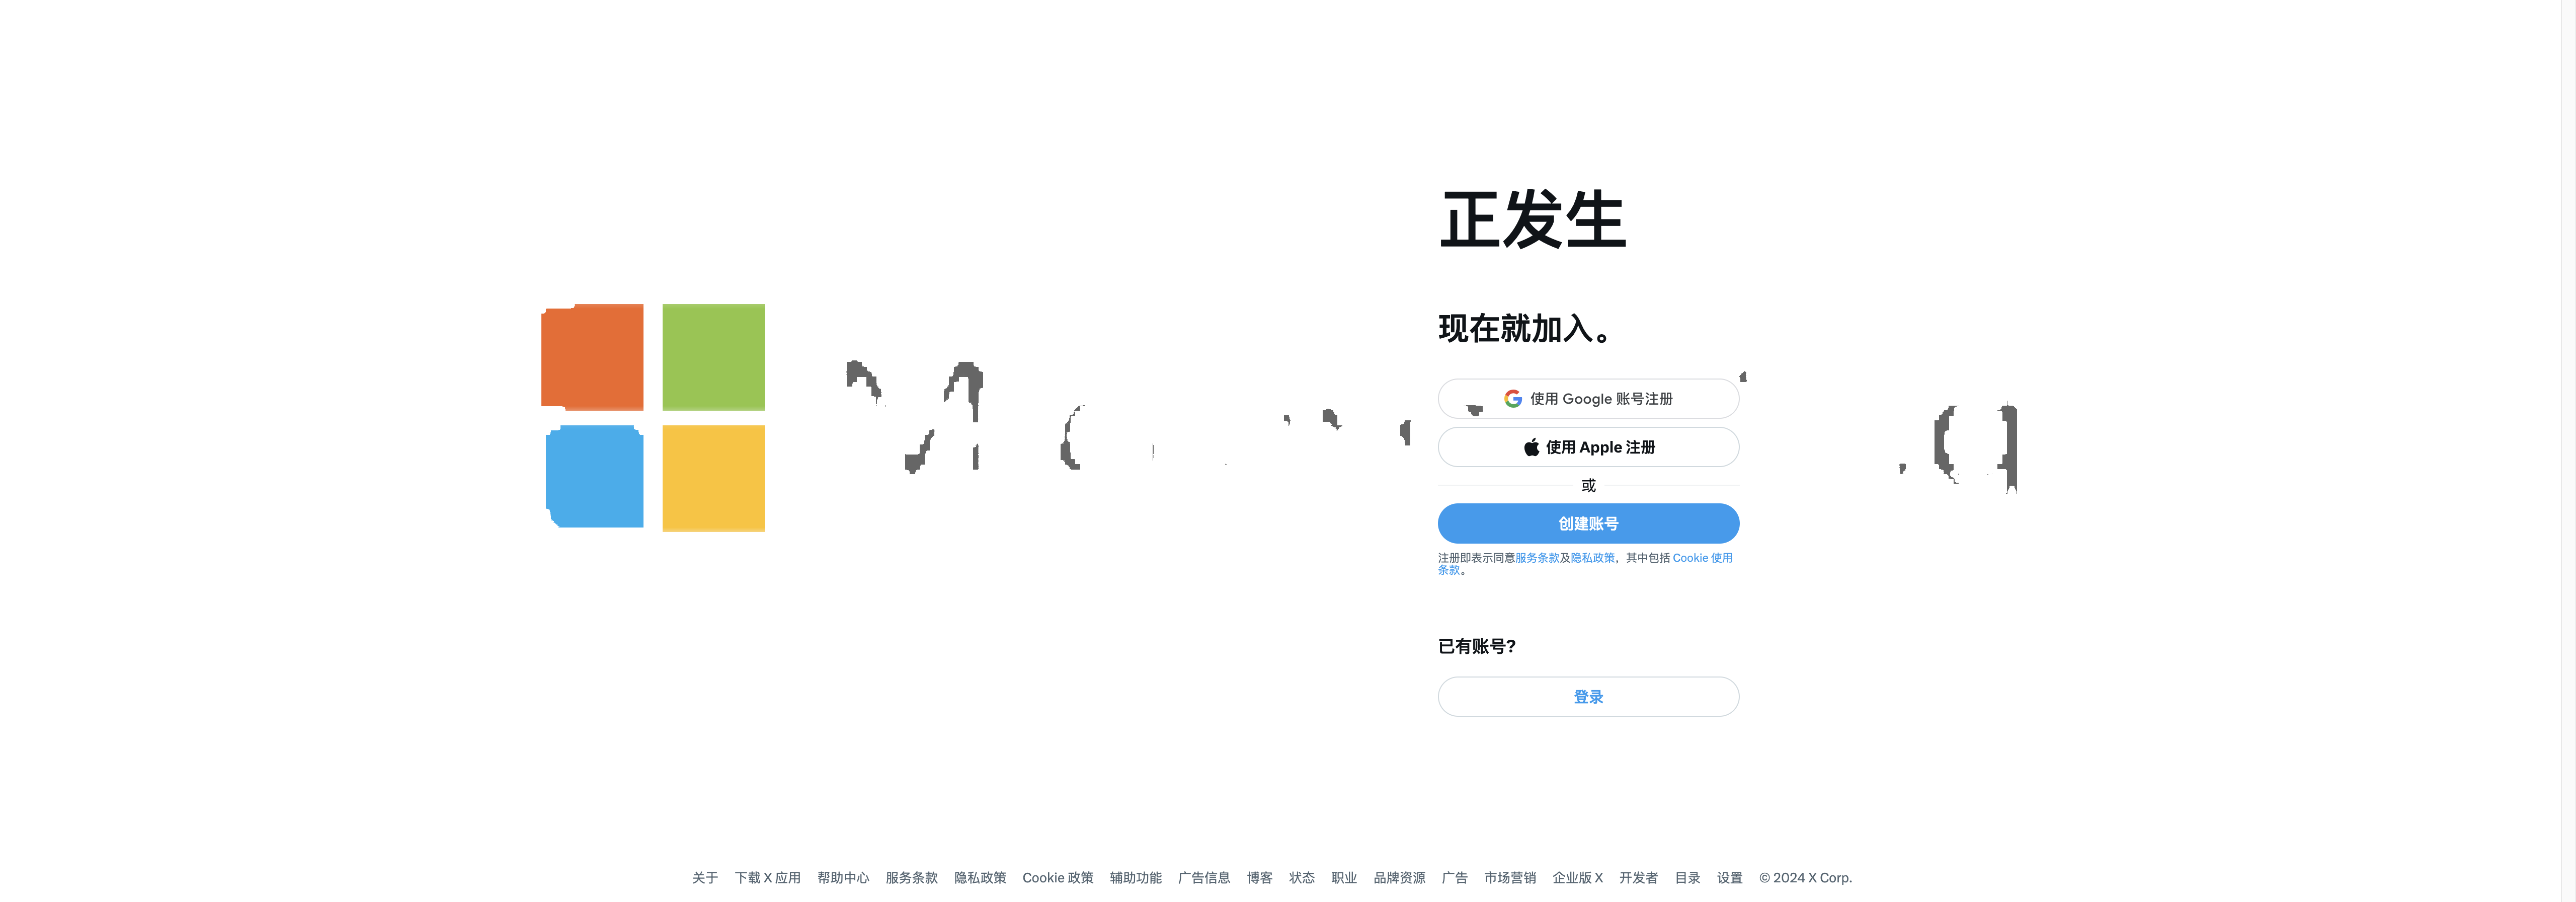 正发生
现在就加入。
使用 Google 账号注册
使用 Apple 注册
或
创建账号
注册即表示同意服务条款及隐私政策，其中包括 Cookie 使用
条款。
已有账号?
登录
关于 下载 X 应用 帮助中心 服务条款 隐私政策 Cookie 政策 辅助功能 广告信息 博客 状态 职业 品牌资源 广告 市场营销 企业版 X 开发者 目录 设置 © 2024 X Corp.